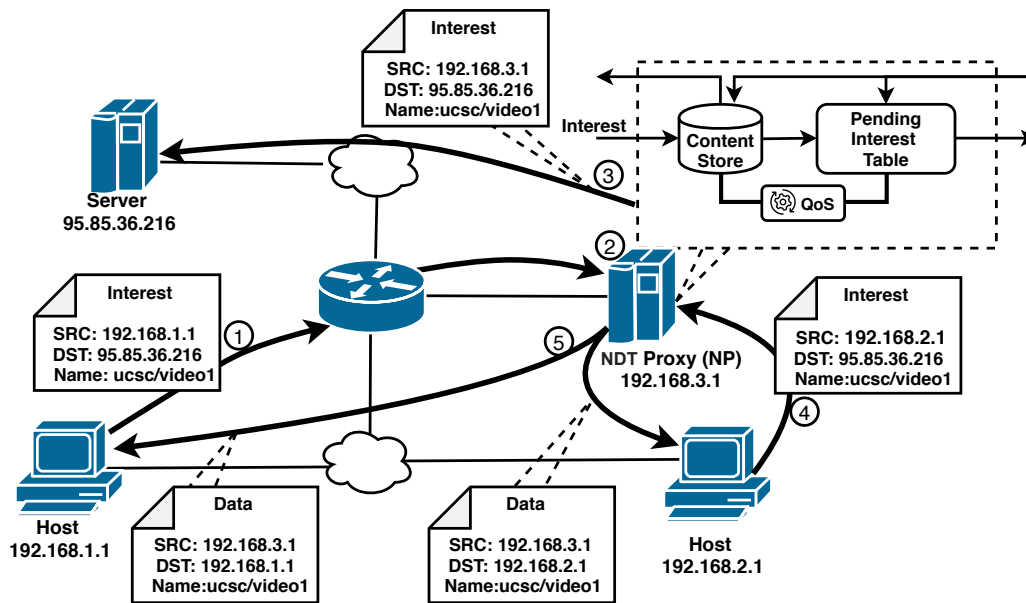 Interest
SRC: 192.168.3.1
DST: 95.85.36.216
Name:ucsc/video1
Interest
Content
Store
Pending
Interest
Table
QoS
Server
95.85.36.216
3
2
Interest
SRC: 192.168.1.1
DST: 95.85.36.216
Name: ucsc/video1
1
5
NDT Proxy (NP)
192.168.3.1
Interest
SRC: 192.168.2.1
DST: 95.85.36.216
Name:ucsc/video1
4
Host
192.168.1.1
Data
SRC: 192.168.3.1
DST: 192.168.1.1
Name:ucsc/video1
Data
SRC: 192.168.3.1
DST: 192.168.2.1
Name:ucsc/video1
Host
192.168.2.1